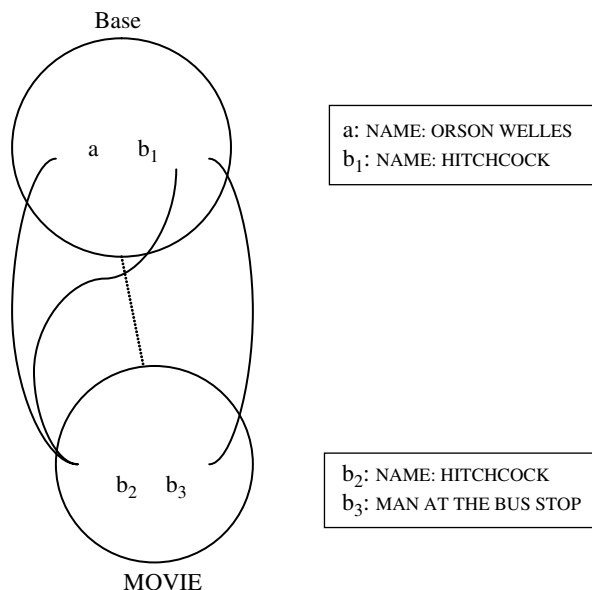 Base
a b₁
a: NAME: ORSON WELLES
b₁: NAME: HITCHCOCK
b₂ b₃
b₂: NAME: HITCHCOCK
b₃: MAN AT THE BUS STOP
MOVIE